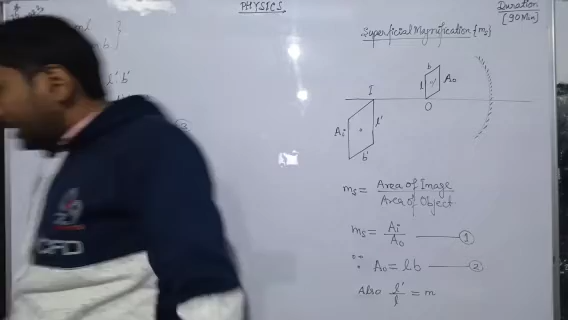 PHYSICS
Duration
[90 Min]
Superficial Magnification {ms}
b
l
Ao
I
O
l'
Ai
b'
l' b'
ms = Area of Image / Area of Object
ms = Ai / Ao — 1
∵ Ao = lb — 2
Also l' / l = m